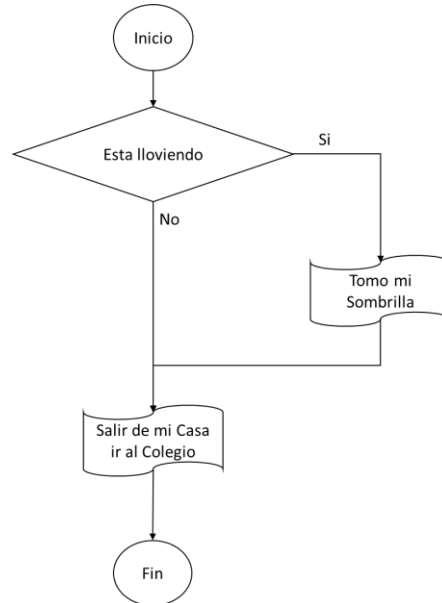 Inicio
Esta lloviendo
Si
No
Tomo mi
Sombrilla
Salir de mi Casa
ir al Colegio
Fin